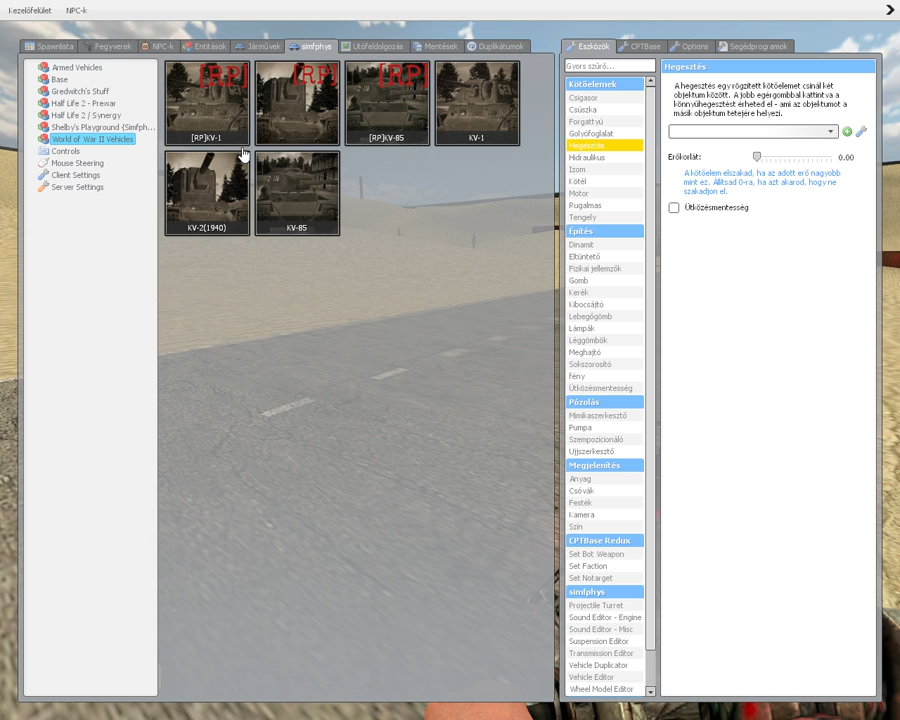 Kezelőfelület NPC-k
Spawnlista Fegyverek NPC-k Entitások Járművek simfphys Utófeldolgozás Mentések Duplikátumok
Eszközök CPTBase Options Segédprogramok
Armed Vehicles
Base
Gredwitch's Stuff
Half Life 2 - Prewar
Half Life 2 / Synergy
Shelby's Playground {Simfph...
World of War II Vehicles
Controls
Mouse Steering
Client Settings
Server Settings
[RP]
[RP]
[RP]
[RP]KV-1
[RP]KV-85
KV-1
KV-2(1940)
KV-85
Gyors szűrő...
Kötőelemek
Csigasor
Csúszka
Forgattyú
Golyófoglalat
Hegesztés
Hidraulikus
Izom
Kötél
Motor
Rugalmas
Tengely
Építés
Dinamit
Eltüntető
Fizikai jellemzők
Gomb
Kerék
Kibocsájtó
Lebegőgömb
Lámpák
Léggömbök
Meghajtó
Sokszorosító
fény
Ütközésmentesség
Pózolás
Mimikaszerkesztő
Pumpa
Szempozicionáló
Ujjszerkesztő
Megjelenítés
Anyag
Csóvák
Festék
Kamera
Szín
CPTBase Redux
Set Bot Weapon
Set Faction
Set Notarget
simfphys
Projectile Turret
Sound Editor - Engine
Sound Editor - Misc
Suspension Editor
Transmission Editor
Vehicle Duplicator
Vehicle Editor
Wheel Model Editor
Hegesztés
A hegesztés egy rögzített kötőelemet csinál két
objektum között. A jobb egérgombbal kattint va a
könnyűhegesztést érheted el - ami az objektumot a
másik objektum tetejére helyezi.
Erőkorlát: 0.00
A kötőelem elszakad, ha az adott erő nagyobb
mint ez. Állítsad 0-ra, ha azt akarod, hogy ne
szakadjon el.
Ütközésmentesség